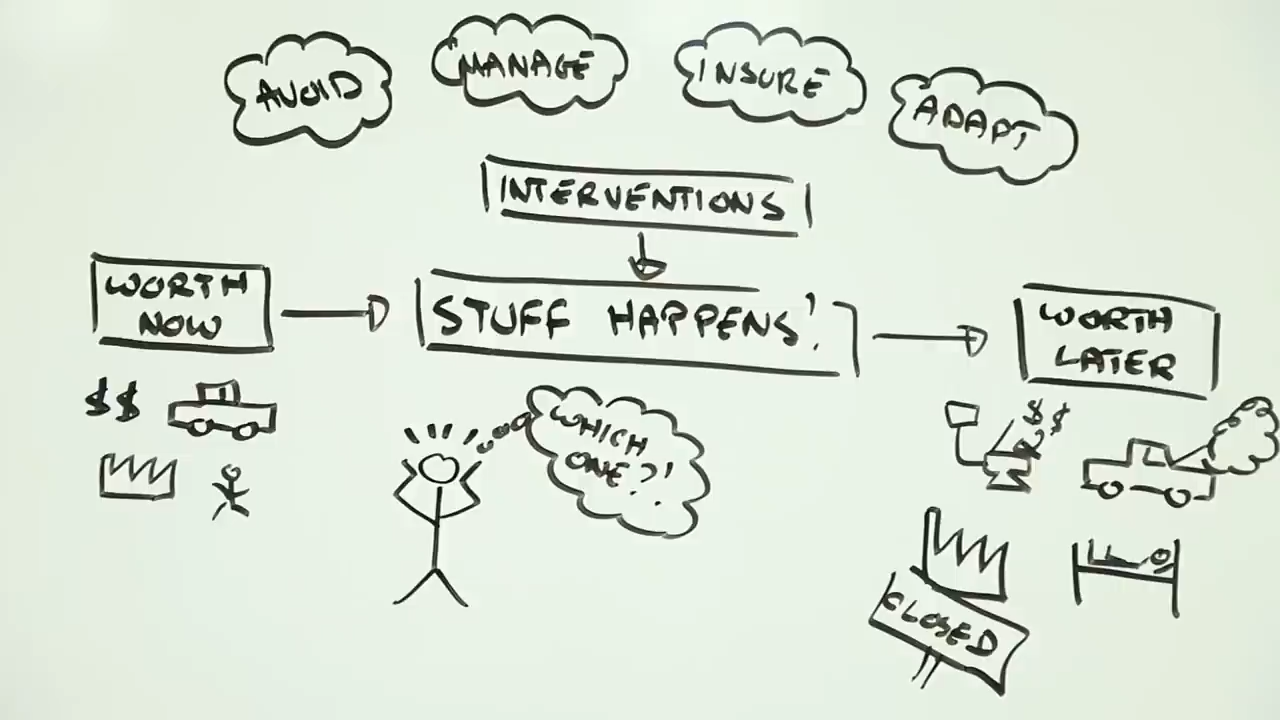 AVOID
MANAGE
INSURE
ADAPT
INTERVENTIONS
WORTH
NOW
STUFF HAPPENS!
WORTH
LATER
$$
WHICH
ONE?!
$$
CLOSED